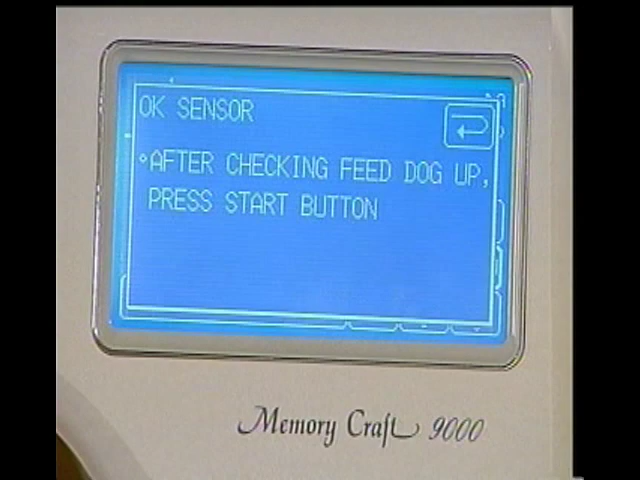 OK SENSOR
°AFTER CHECKING FEED DOG UP,
PRESS START BUTTON
Memory Craft 9000